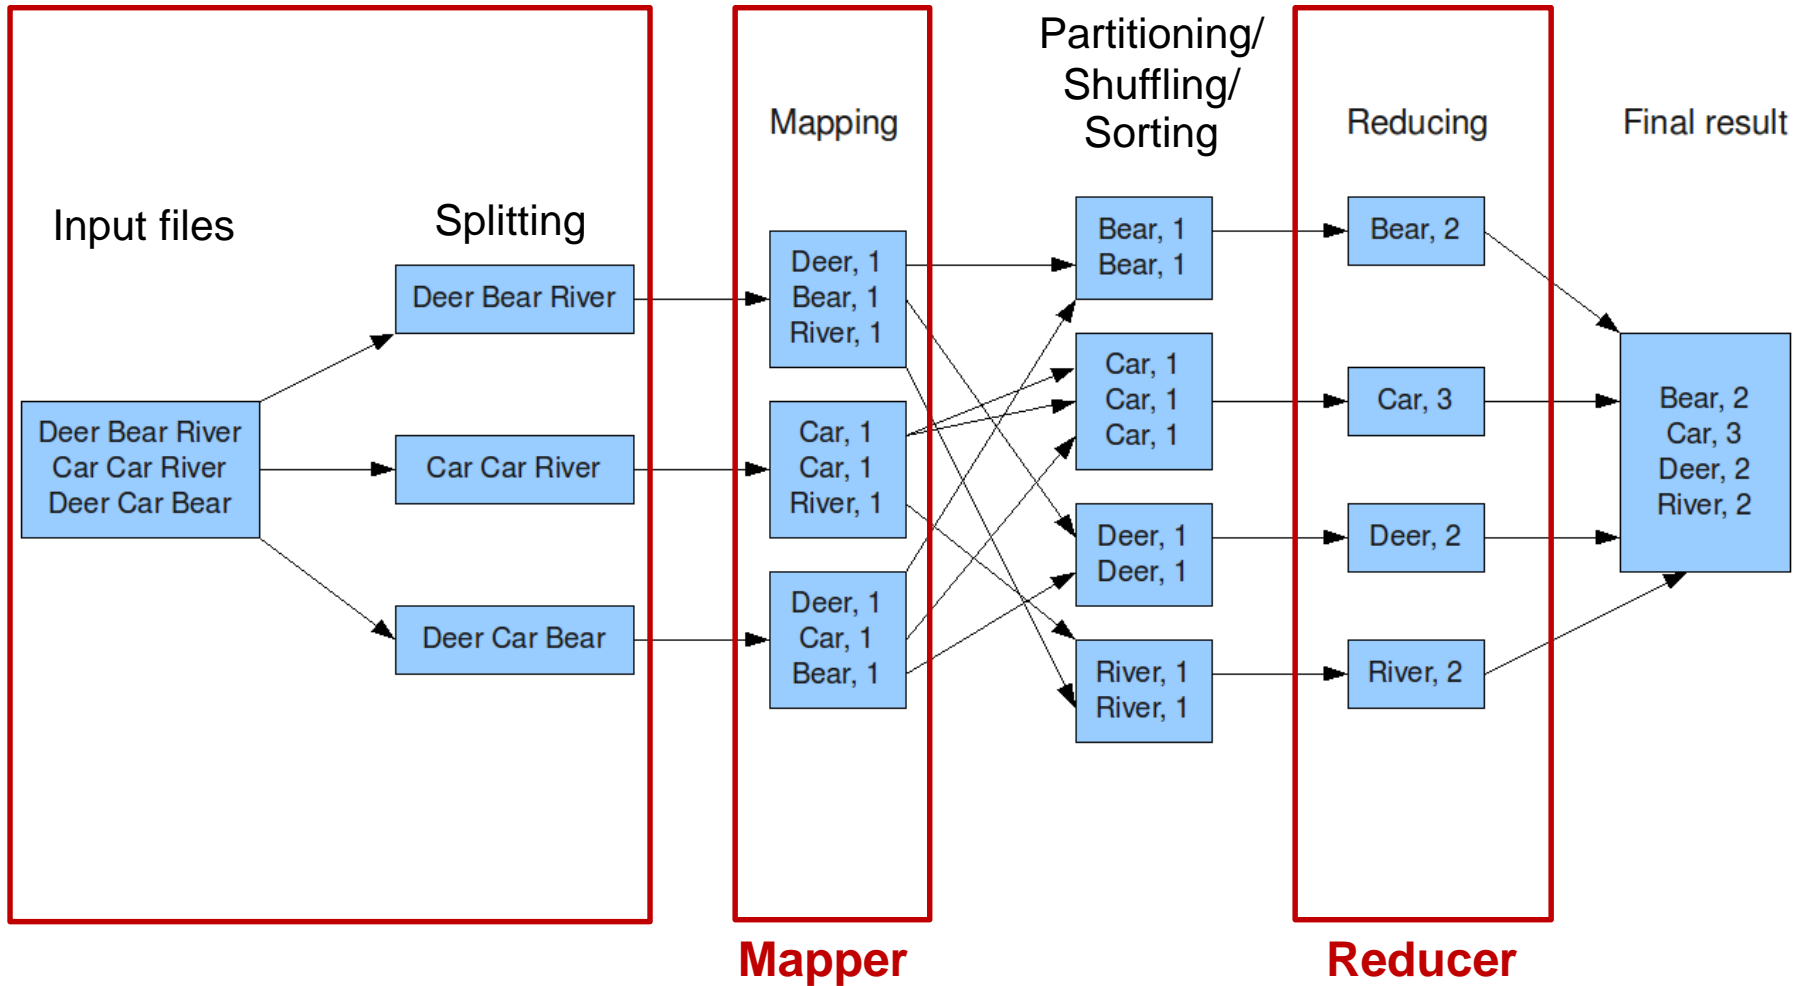 Input files
Splitting
Mapping
Partitioning/
Shuffling/
Sorting
Reducing
Final result
Deer Bear River
Car Car River
Deer Car Bear
Deer Bear River
Car Car River
Deer Car Bear
Deer, 1
Bear, 1
River, 1
Car, 1
Car, 1
River, 1
Deer, 1
Car, 1
Bear, 1
Bear, 1
Bear, 1
Car, 1
Car, 1
Car, 1
Deer, 1
Deer, 1
River, 1
River, 1
Bear, 2
Car, 3
Deer, 2
River, 2
Bear, 2
Car, 3
Deer, 2
River, 2
Mapper
Reducer